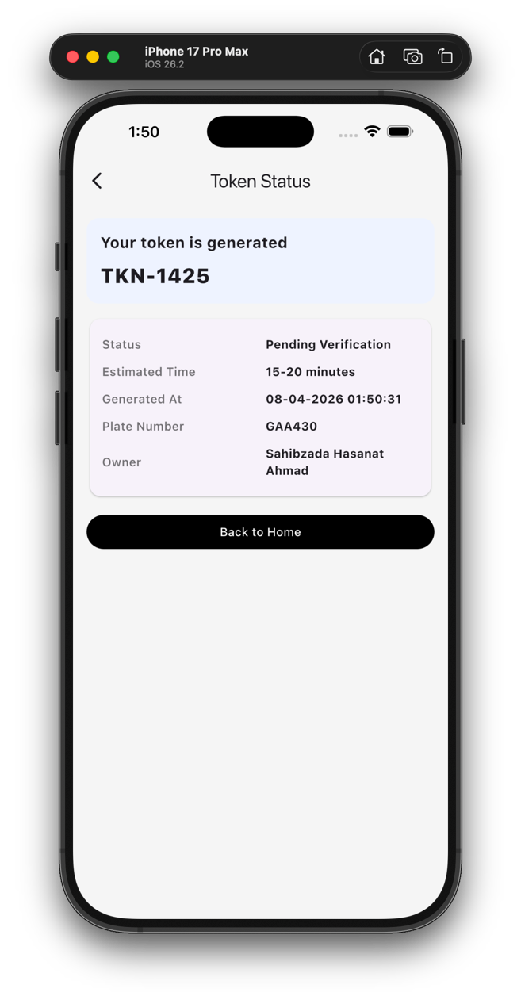 iPhone 17 Pro Max
iOS 26.2
1:50
Token Status
Your token is generated
TKN-1425
Status Pending Verification
Estimated Time 15-20 minutes
Generated At 08-04-2026 01:50:31
Plate Number GAA430
Owner Sahibzada Hasanat
Ahmad
Back to Home